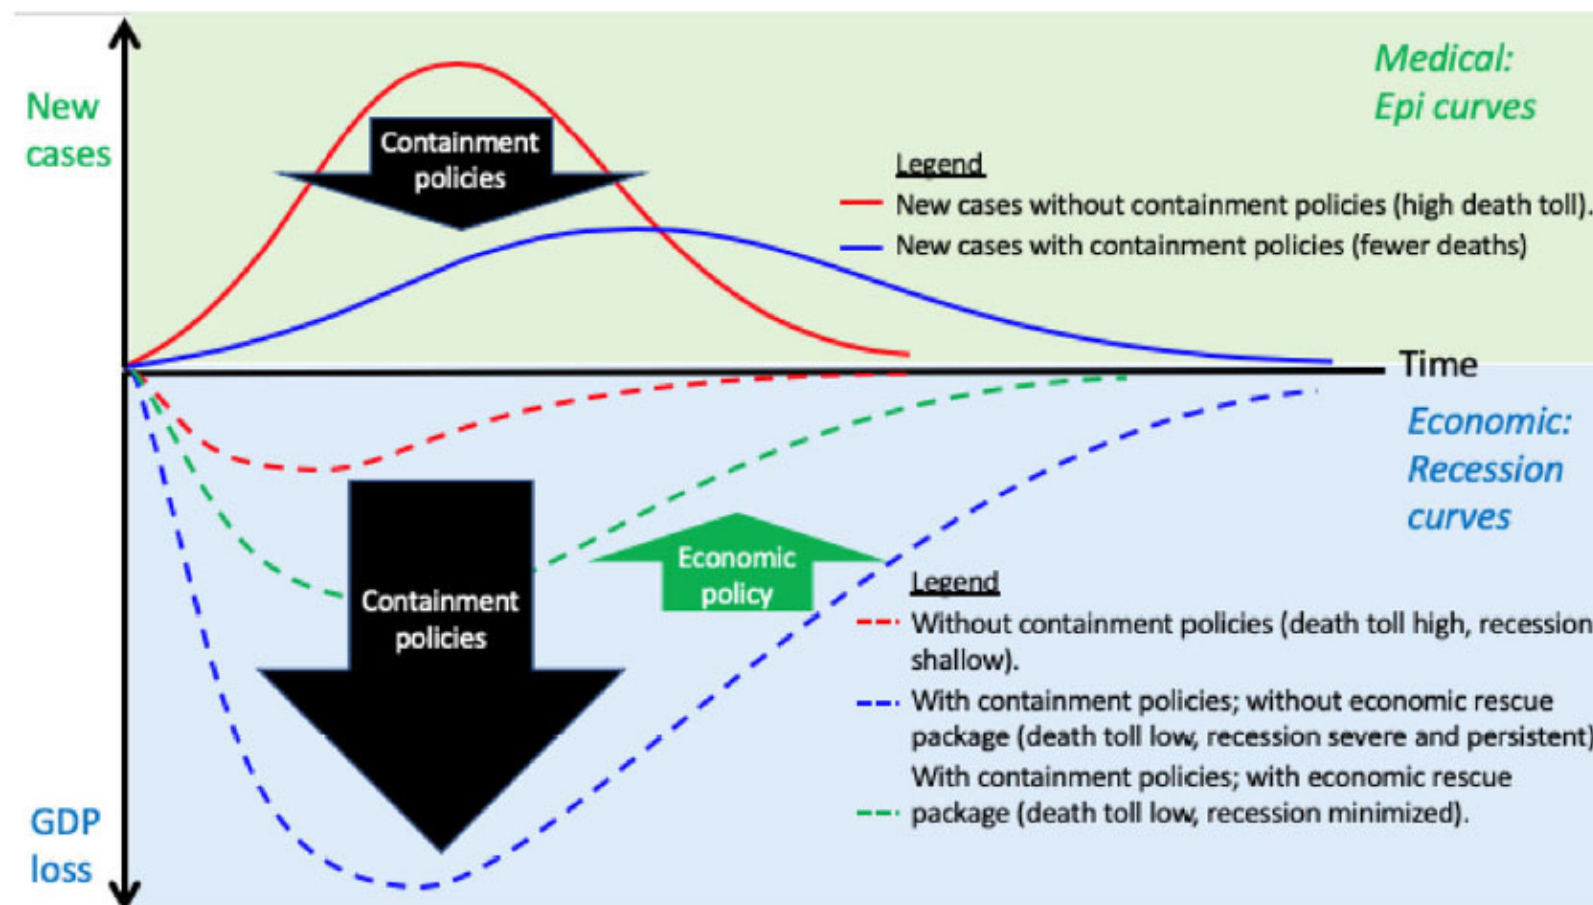 New
cases
Containment
policies
Medical:
Epi curves
Legend
New cases without containment policies (high death toll).
New cases with containment policies (fewer deaths)
Time
Economic:
Recession
curves
Containment
policies
Economic
policy
Legend
Without containment policies (death toll high, recession
shallow).
With containment policies; without economic rescue
package (death toll low, recession severe and persistent)
With containment policies; with economic rescue
package (death toll low, recession minimized).
GDP
loss